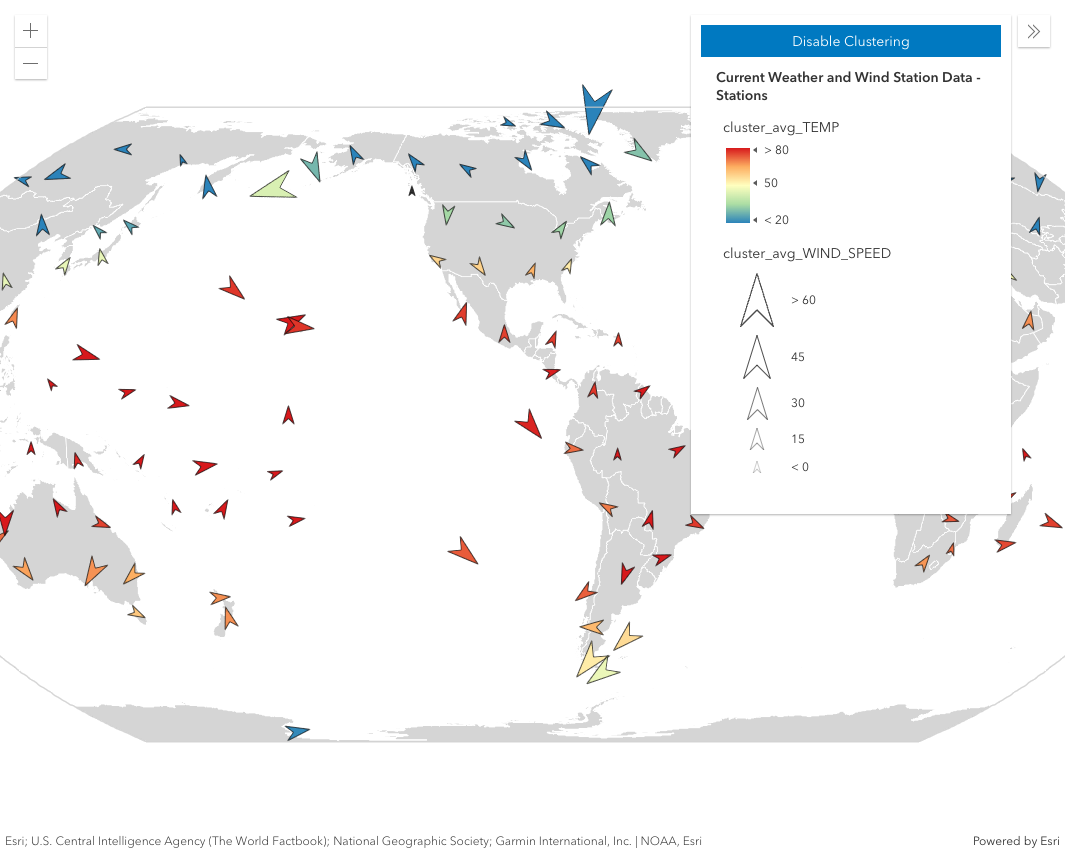 Disable Clustering
Current Weather and Wind Station Data -
Stations
cluster_avg_TEMP
> 80
50
< 20
cluster_avg_WIND_SPEED
> 60
45
30
15
< 0
Esri; U.S. Central Intelligence Agency (The World Factbook); National Geographic Society; Garmin International, Inc. | NOAA, Esri
Powered by Esri